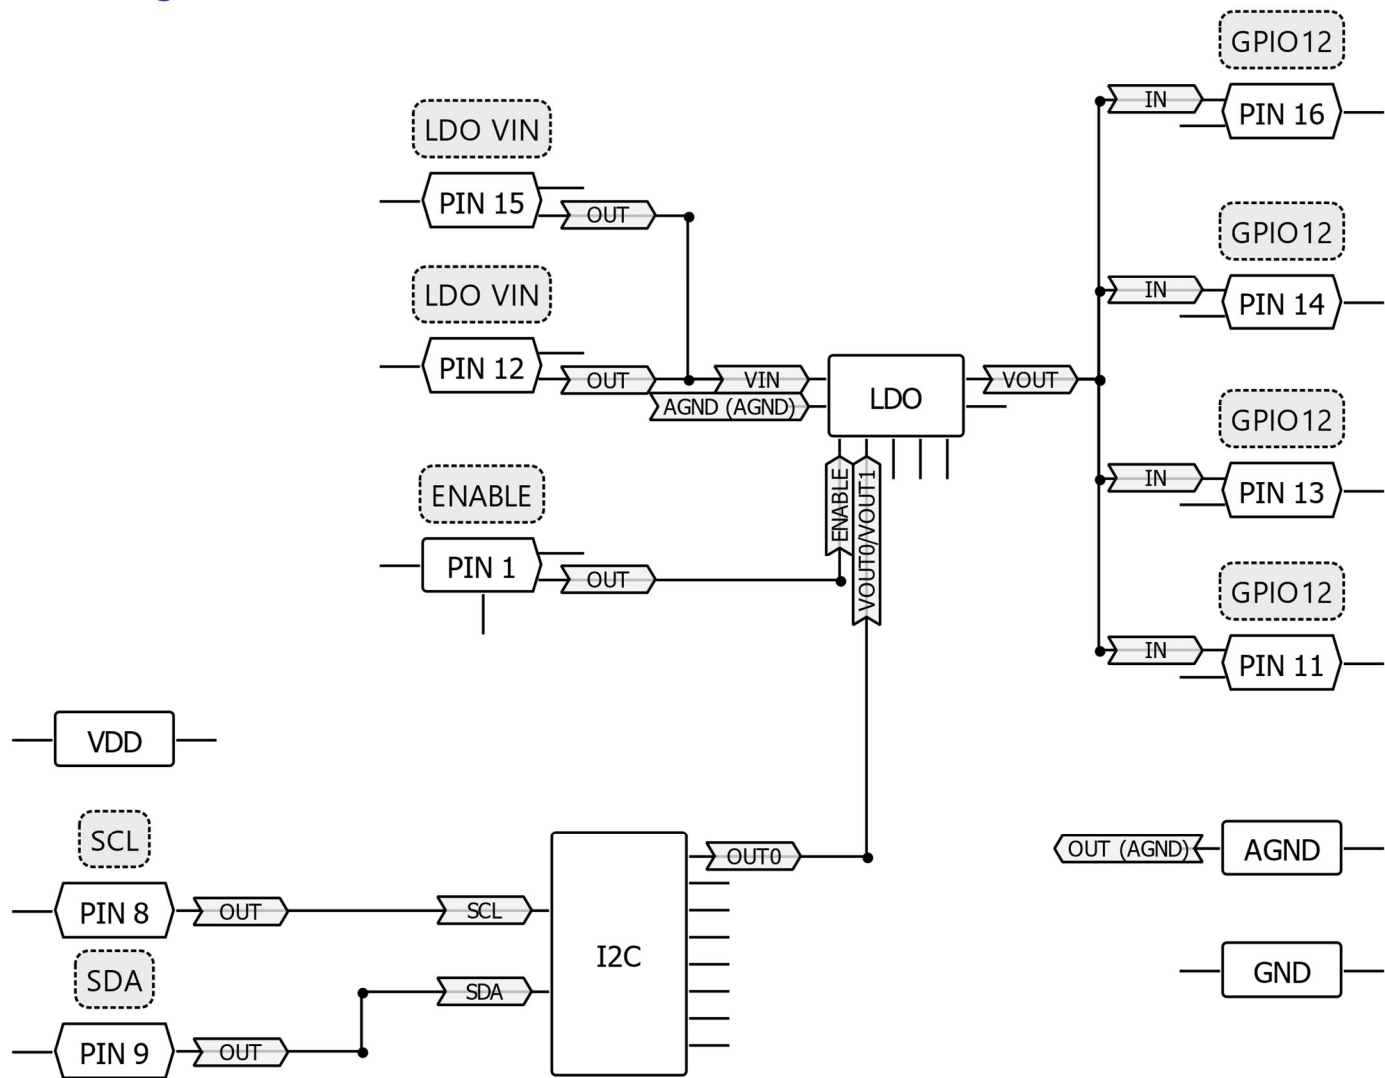 GPIO12
IN
PIN 16
LDO VIN
PIN 15
OUT
GPIO12
IN
PIN 14
LDO VIN
PIN 12
OUT
VIN
AGND (AGND)
LDO
VOUT
GPIO12
IN
PIN 13
ENABLE
PIN 1
OUT
ENABLE
VOUT0/VOUT1
GPIO12
IN
PIN 11
VDD
SCL
PIN 8
OUT
SCL
I2C
OUT0
OUT (AGND)
AGND
SDA
PIN 9
OUT
SDA
GND